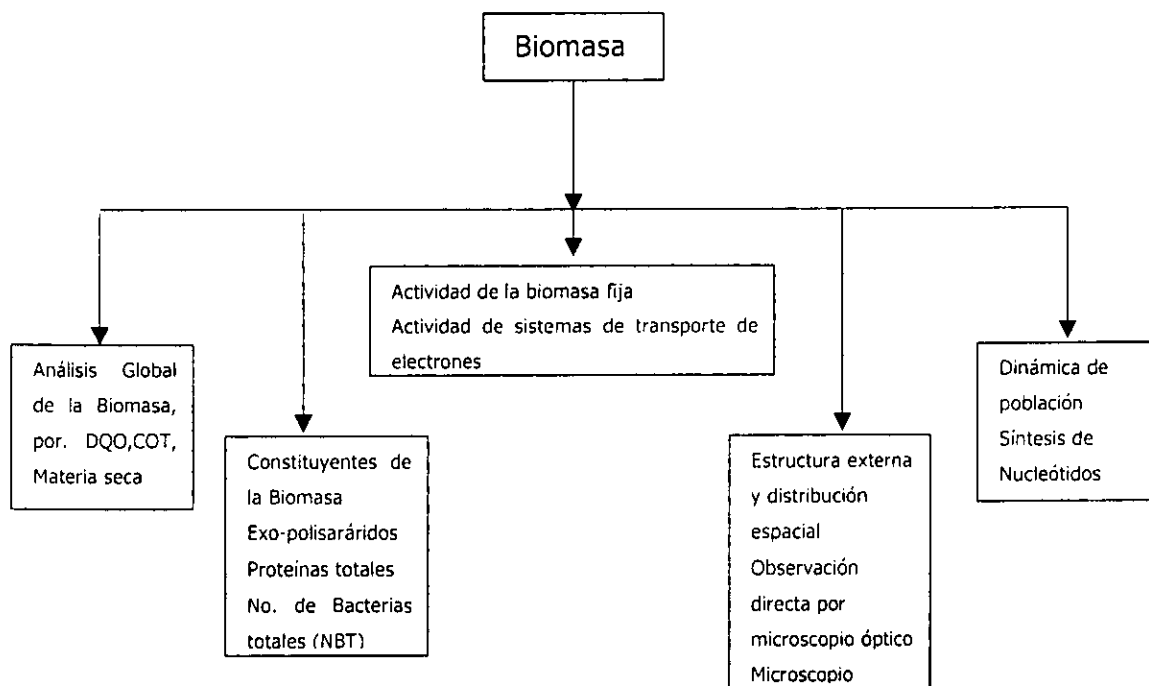 Biomasa
Actividad de la biomasa fija
Actividad de sistemas de transporte de
electrones
Análisis Global
de la Biomasa,
por. DQO,COT,
Materia seca
Constituyentes de
la Biomasa
Exo-polisaráridos
Proteínas totales
No. de Bacterias
totales (NBT)
Estructura externa
y distribución
espacial
Observación
directa por
microscopio óptico
Microscopio
Dinámica de
población
Síntesis de
Nucleótidos